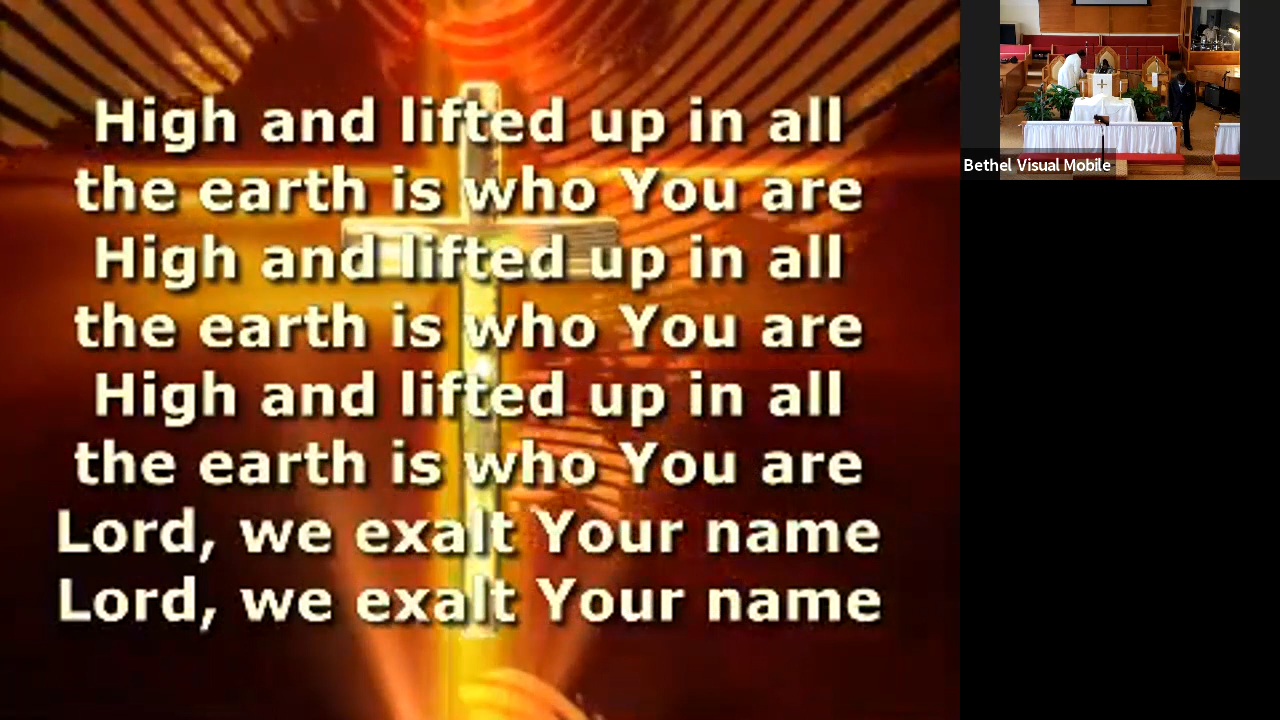 High and lifted up in all
the earth is who You are
High and lifted up in all
the earth is who You are
High and lifted up in all
the earth is who You are
Lord, we exalt Your name
Lord, we exalt Your name
Bethel Visual Mobile